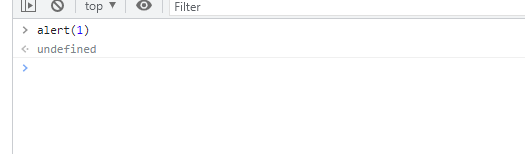 top ▼ Filter
> alert(1)
undefined
>